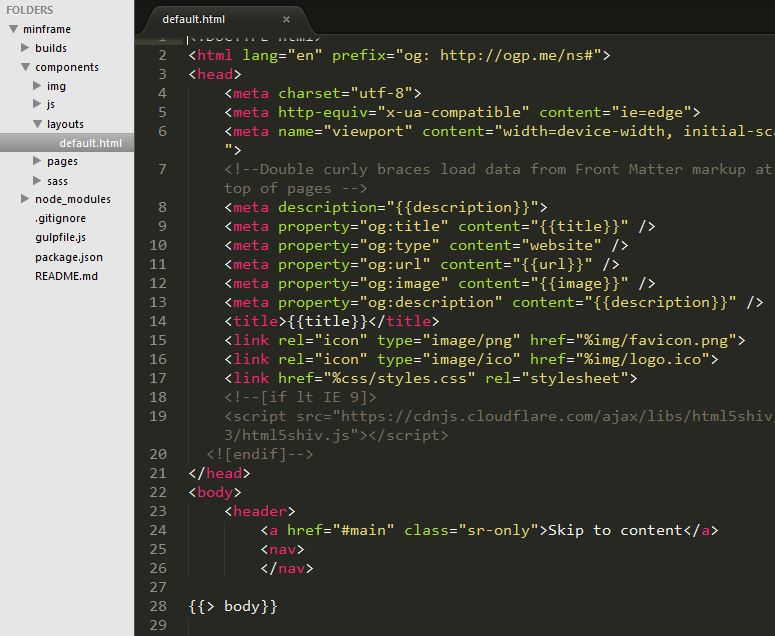 FOLDERS
minframe
builds
components
img
js
layouts
default.html
pages
sass
node_modules
.gitignore
gulpfile.js
package.json
README.md
default.html ×
1 <!DOCTYPE html>
2 <html lang="en" prefix="og: http://ogp.me/ns#">
3 <head>
4 <meta charset="utf-8">
5 <meta http-equiv="x-ua-compatible" content="ie=edge">
6 <meta name="viewport" content="width=device-width, initial-sca
">
7 <!--Double curly braces load data from Front Matter markup at
top of pages -->
8 <meta description="{{description}}">
9 <meta property="og:title" content="{{title}}" />
10 <meta property="og:type" content="website" />
11 <meta property="og:url" content="{{url}}" />
12 <meta property="og:image" content="{{image}}" />
13 <meta property="og:description" content="{{description}}" />
14 <title>{{title}}</title>
15 <link rel="icon" type="image/png" href="%img/favicon.png">
16 <link rel="icon" type="image/ico" href="%img/logo.ico">
17 <link href="%css/styles.css" rel="stylesheet">
18 <!--[if lt IE 9]>
19 <script src="https://cdnjs.cloudflare.com/ajax/libs/html5shiv/
3/html5shiv.js"></script>
20 <![endif]-->
21 </head>
22 <body>
23 <header>
24 <a href="#main" class="sr-only">Skip to content</a>
25 <nav>
26 </nav>
27
28 {{> body}}
29